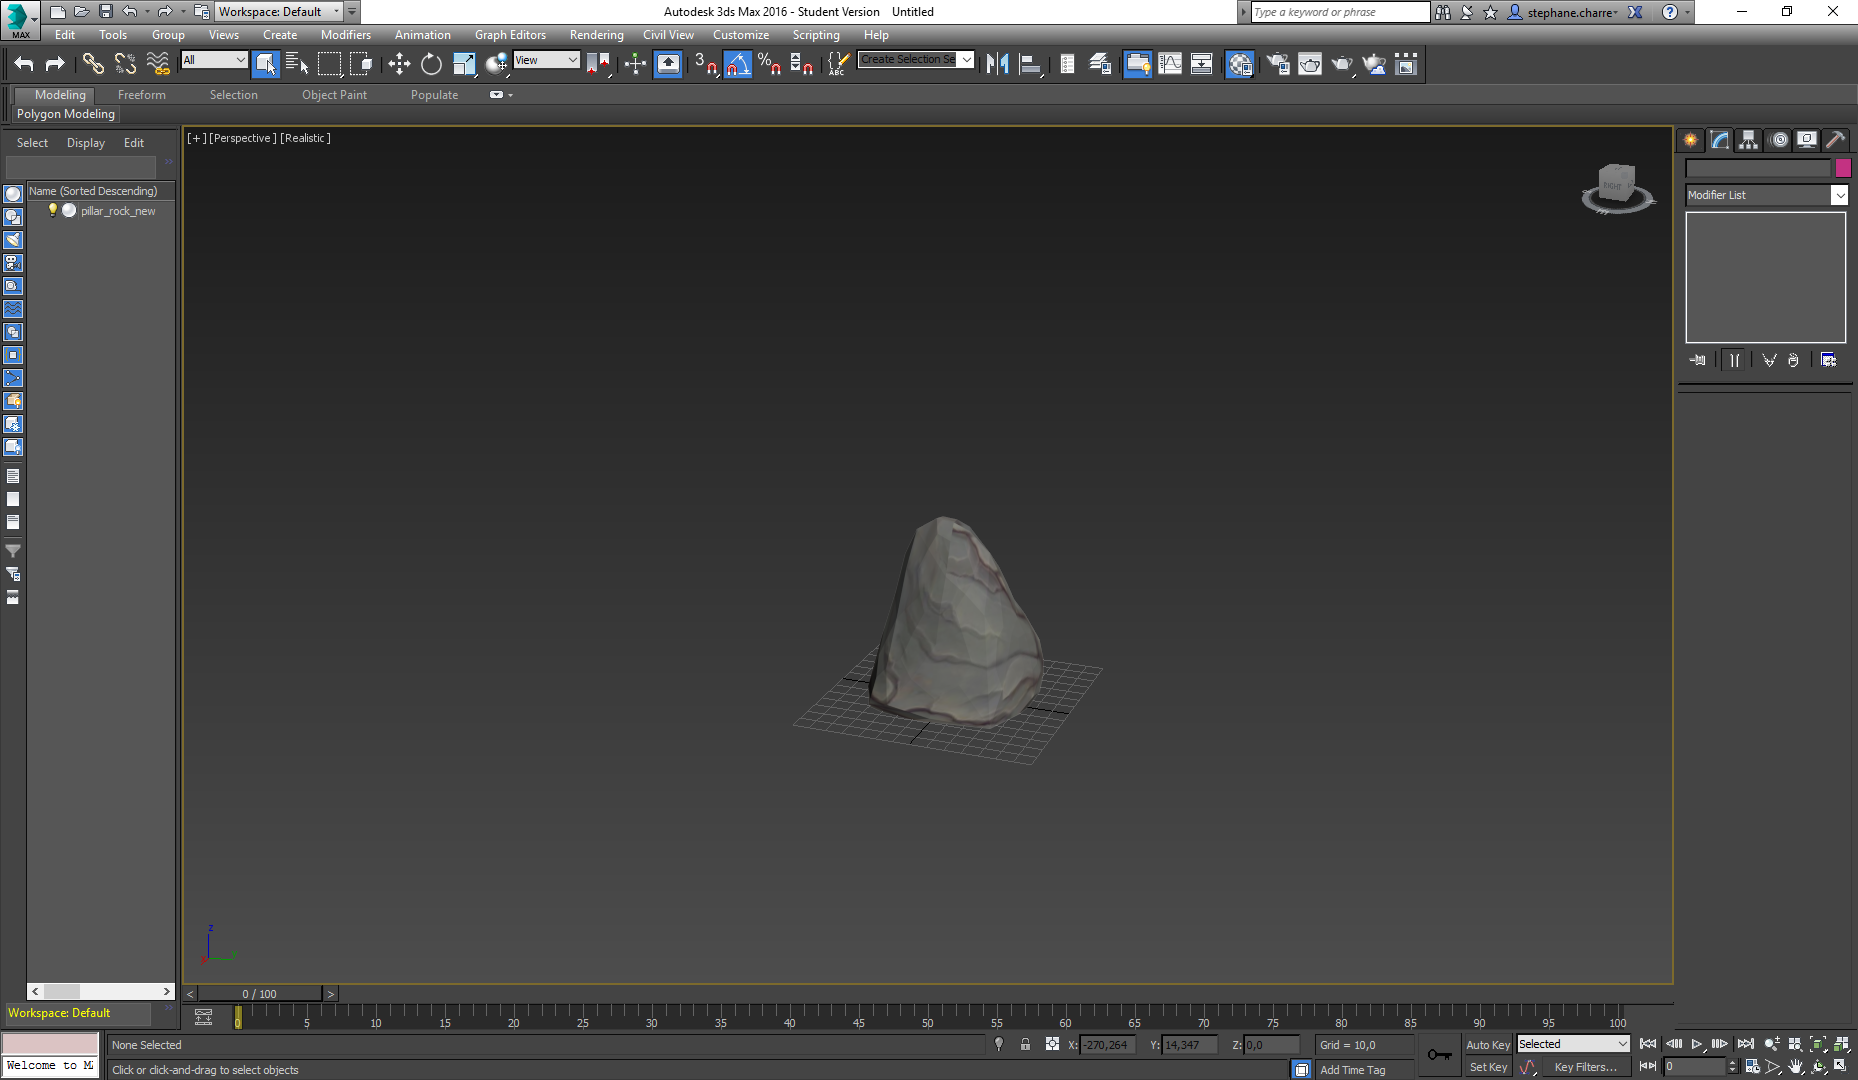 Workspace: Default
Autodesk 3ds Max 2016 - Student Version Untitled
Type a keyword or phrase
stephane.charre
MAX
Edit Tools Group Views Create Modifiers Animation Graph Editors Rendering Civil View Customize Scripting Help
All
View
3
%
ABC
Create Selection Se
Modeling Freeform Selection Object Paint Populate
Polygon Modeling
Select Display Edit
[+] [Perspective] [Realistic]
RIGHT
Modifier List
Name (Sorted Descending)
pillar_rock_new
z
y
0 / 100
Workspace: Default
0 5 10 15 20 25 30 35 40 45 50 55 60 65 70 75 80 85 90 95 100
None Selected
X: -270,264 Y: 14,347 Z: 0,0
Grid = 10,0
Auto Key
Selected
Welcome to M
Click or click-and-drag to select objects
Add Time Tag
Set Key
Key Filters...
0